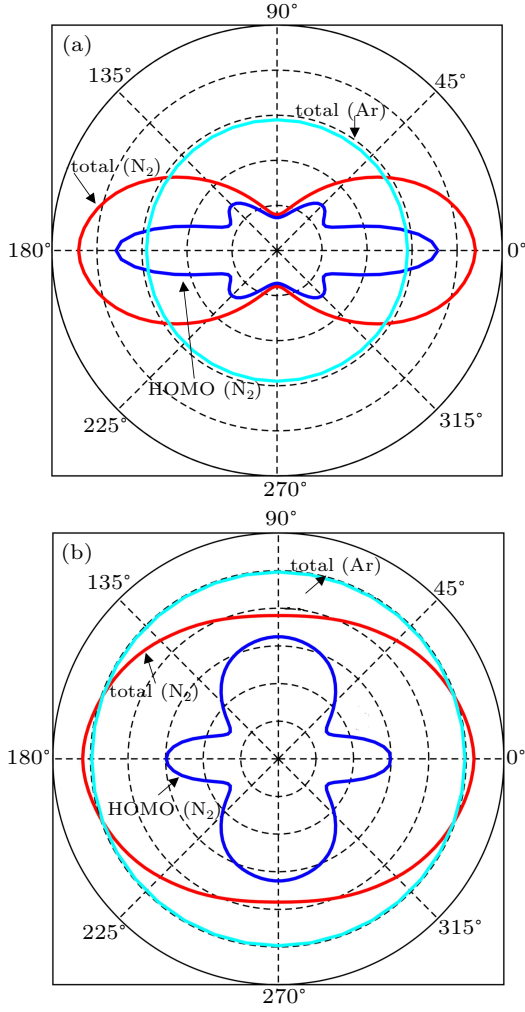 90°
(a)
135°
45°
total (Ar)
total (N₂)
180°
0°
HOMO (N₂)
225°
315°
270°
90°
(b)
total (Ar)
135°
45°
total (N₂)
180°
0°
HOMO (N₂)
225°
315°
270°